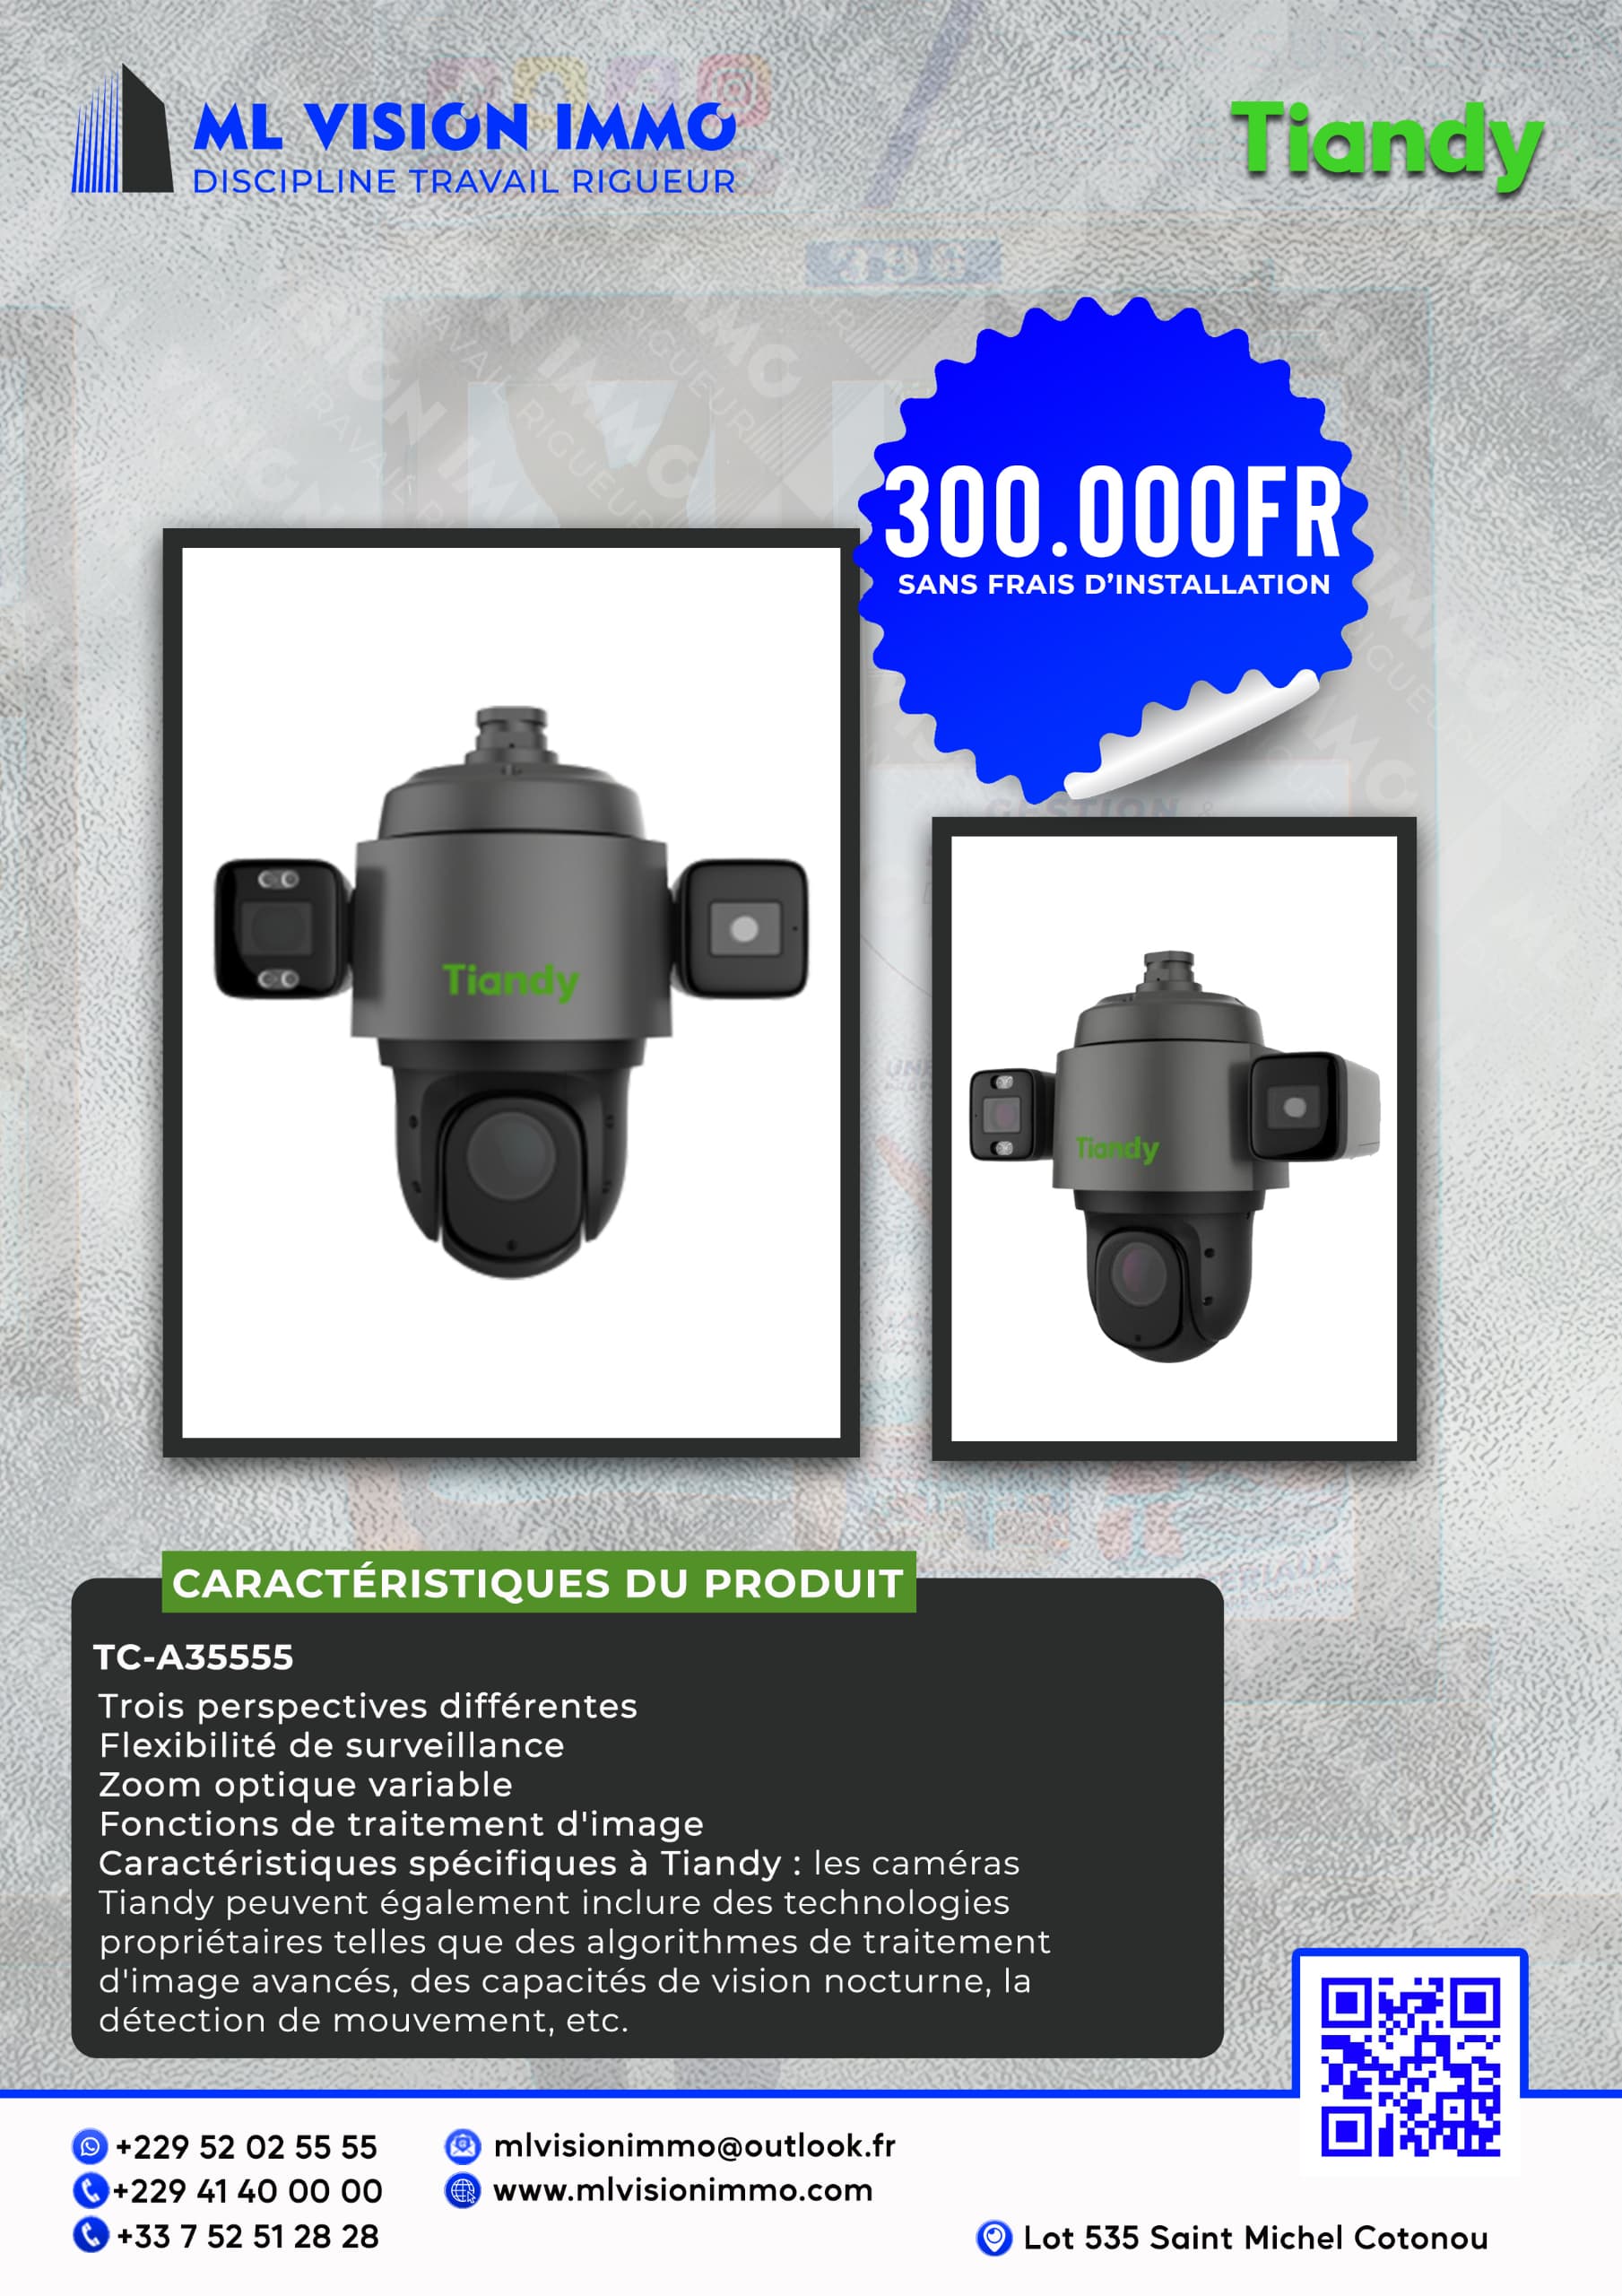 ML VISION IMMO
DISCIPLINE TRAVAIL RIGUEUR
Tiandy
300.000FR
SANS FRAIS D'INSTALLATION
Tiandy
Tiandy
CARACTÉRISTIQUES DU PRODUIT
TC-A35555
Trois perspectives différentes
Flexibilité de surveillance
Zoom optique variable
Fonctions de traitement d'image
Caractéristiques spécifiques à Tiandy : les caméras
Tiandy peuvent également inclure des technologies
propriétaires telles que des algorithmes de traitement
d'image avancés, des capacités de vision nocturne, la
détection de mouvement, etc.
+229 52 02 55 55
+229 41 40 00 00
+33 7 52 51 28 28
mlvisionimmo@outlook.fr
www.mlvisionimmo.com
Lot 535 Saint Michel Cotonou